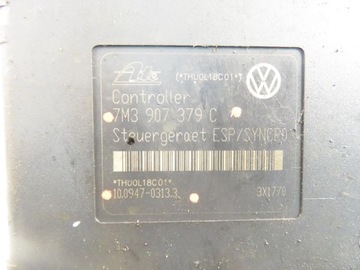 Ate (*THU0L18C01*)
Controller
7M3 907 379 C
Steuergeraet ESP/SYNCRO
*THU0L18C01*
10.0947-0313.3 3X1770